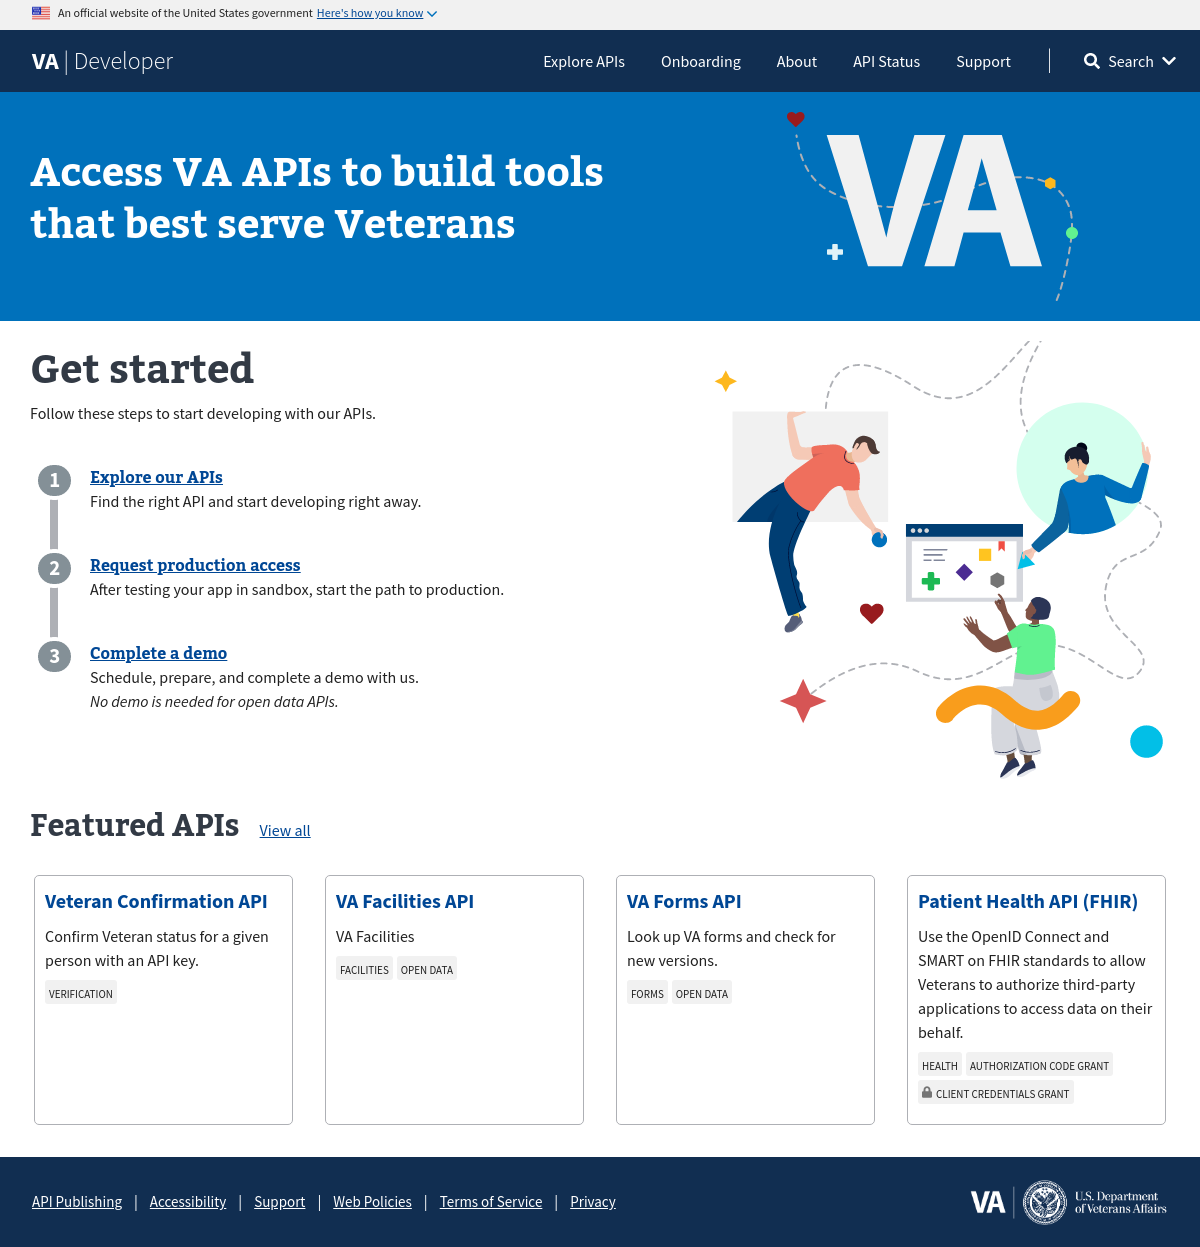 An official website of the United States government Here's how you know
VA | Developer
Explore APIs
Onboarding
About
API Status
Support
Search
Access VA APIs to build tools
that best serve Veterans
VA
Get started
Follow these steps to start developing with our APIs.
1
Explore our APIs
Find the right API and start developing right away.
2
Request production access
After testing your app in sandbox, start the path to production.
3
Complete a demo
Schedule, prepare, and complete a demo with us.
No demo is needed for open data APIs.
Featured APIs View all
Veteran Confirmation API
Confirm Veteran status for a given
person with an API key.
VERIFICATION
VA Facilities API
VA Facilities
FACILITIES OPEN DATA
VA Forms API
Look up VA forms and check for
new versions.
FORMS OPEN DATA
Patient Health API (FHIR)
Use the OpenID Connect and
SMART on FHIR standards to allow
Veterans to authorize third-party
applications to access data on their
behalf.
HEALTH AUTHORIZATION CODE GRANT
CLIENT CREDENTIALS GRANT
API Publishing | Accessibility | Support | Web Policies | Terms of Service | Privacy
VA
U.S. Department
of Veterans Affairs